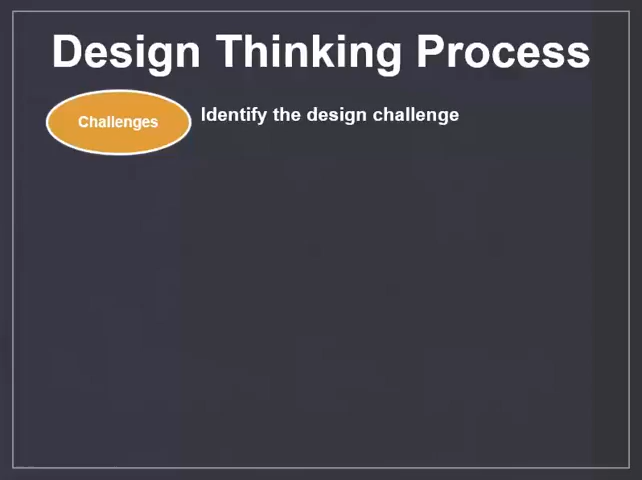 Design Thinking Process
Challenges
Identify the design challenge